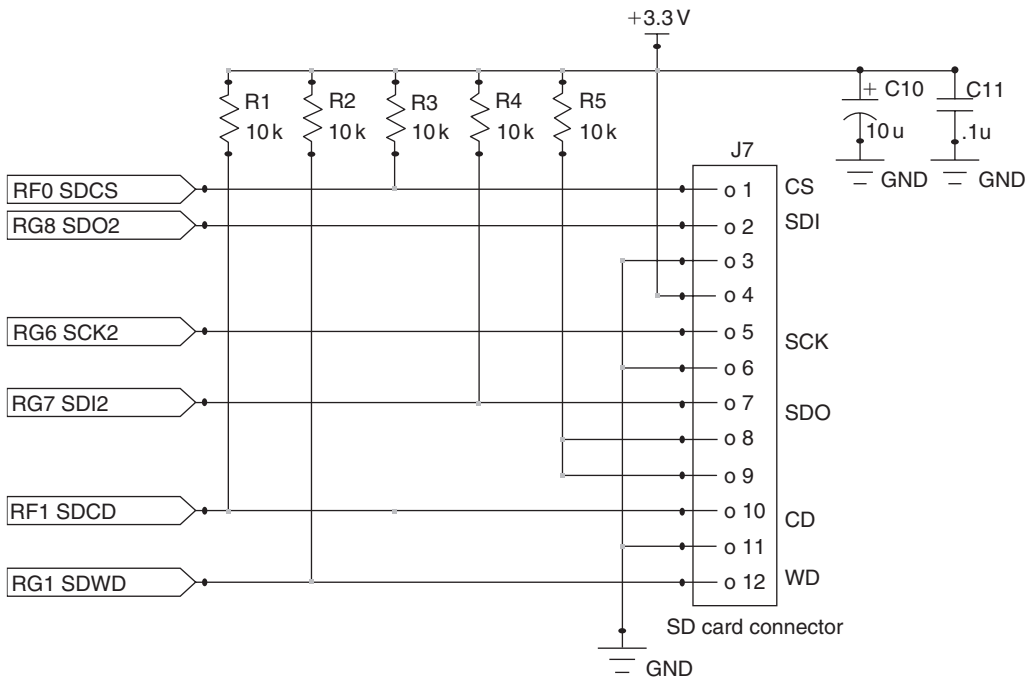 +3.3 V
R1
10 k
R2
10 k
R3
10 k
R4
10 k
R5
10 k
+ C10
10 u
GND
C11
.1u
GND
J7
RF0 SDCS
o 1
CS
RG8 SDO2
o 2
SDI
o 3
o 4
RG6 SCK2
o 5
SCK
o 6
RG7 SDI2
o 7
SDO
o 8
o 9
RF1 SDCD
o 10
CD
o 11
RG1 SDWD
o 12
WD
SD card connector
GND